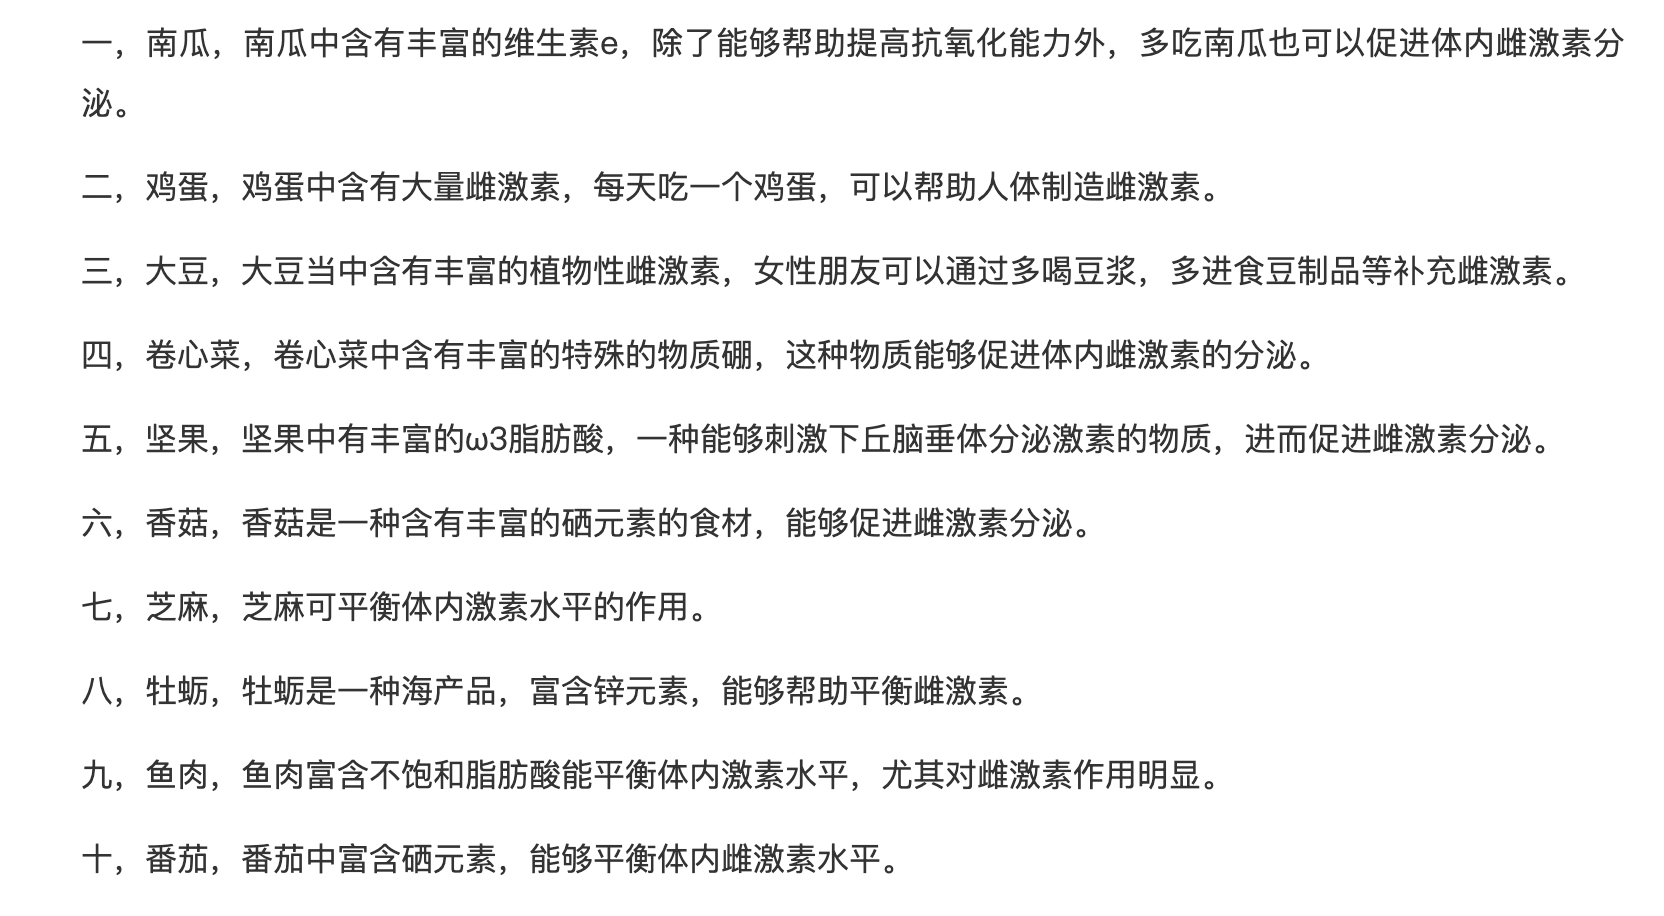 一，南瓜，南瓜中含有丰富的维生素e，除了能够帮助提高抗氧化能力外，多吃南瓜也可以促进体内雌激素分
泌。
二，鸡蛋，鸡蛋中含有大量雌激素，每天吃一个鸡蛋，可以帮助人体制造雌激素。
三，大豆，大豆当中含有丰富的植物性雌激素，女性朋友可以通过多喝豆浆，多进食豆制品等补充雌激素。
四，卷心菜，卷心菜中含有丰富的特殊的物质硼，这种物质能够促进体内雌激素的分泌。
五，坚果，坚果中有丰富的ω3脂肪酸，一种能够刺激下丘脑垂体分泌激素的物质，进而促进雌激素分泌。
六，香菇，香菇是一种含有丰富的硒元素的食材，能够促进雌激素分泌。
七，芝麻，芝麻可平衡体内激素水平的作用。
八，牡蛎，牡蛎是一种海产品，富含锌元素，能够帮助平衡雌激素。
九，鱼肉，鱼肉富含不饱和脂肪酸能平衡体内激素水平，尤其对雌激素作用明显。
十，番茄，番茄中富含硒元素，能够平衡体内雌激素水平。